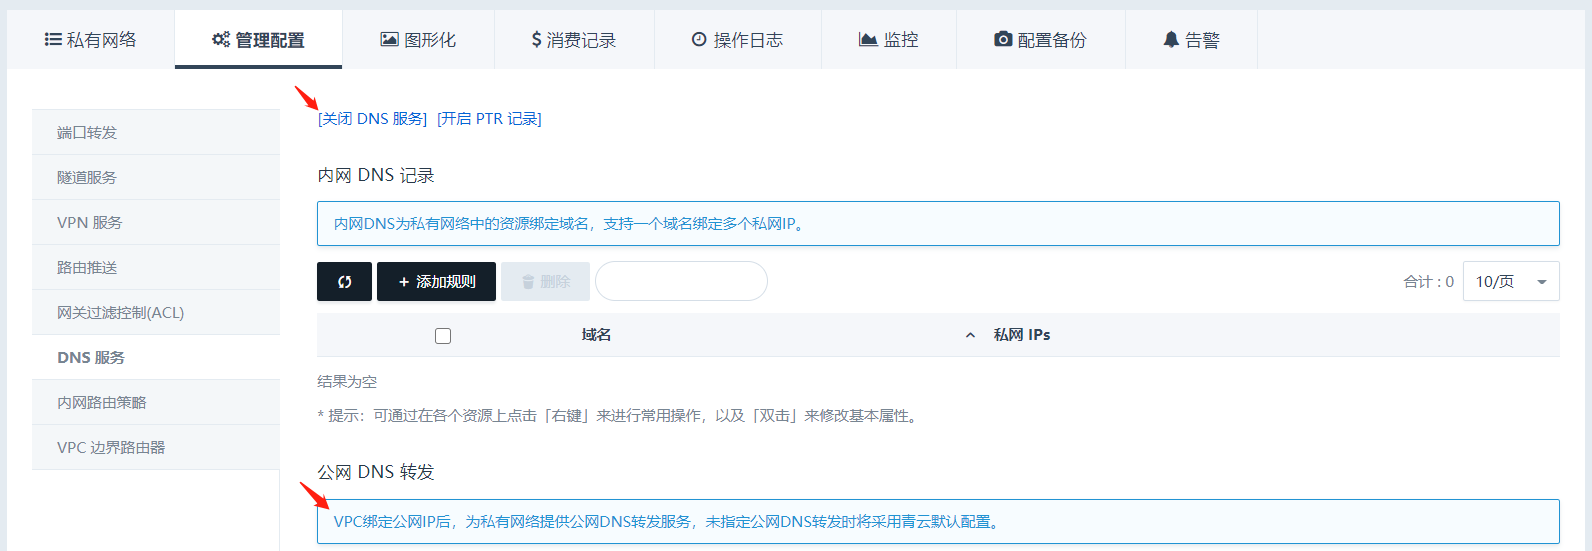 私有网络 管理配置 图形化 消费记录 操作日志 监控 配置备份 告警
端口转发
隧道服务
VPN 服务
路由推送
网关过滤控制(ACL)
DNS 服务
内网路由策略
VPC 边界路由器
[关闭 DNS 服务] [开启 PTR 记录]
内网 DNS 记录
内网DNS为私有网络中的资源绑定域名，支持一个域名绑定多个私网IP。
+ 添加规则 删除 合计 : 0 10/页
域名 私网 IPs
结果为空
* 提示：可通过在各个资源上点击「右键」来进行常用操作，以及「双击」来修改基本属性。
公网 DNS 转发
VPC绑定公网IP后，为私有网络提供公网DNS转发服务，未指定公网DNS转发时将采用青云默认配置。